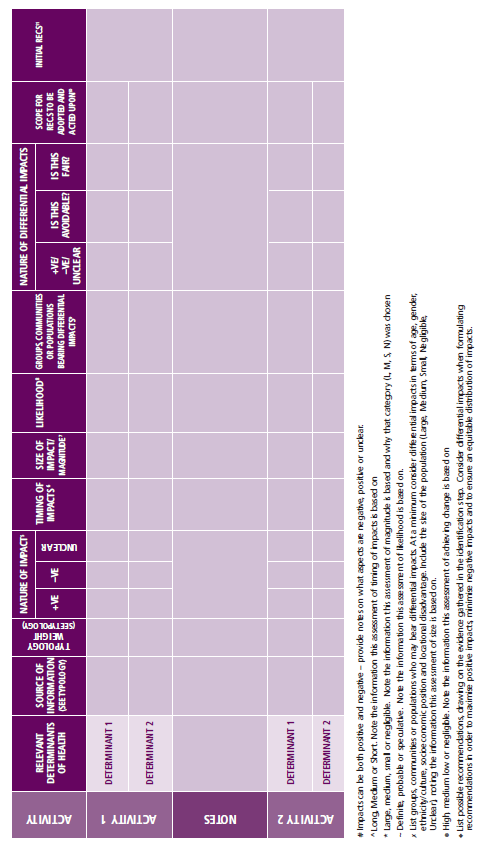 ACTIVITY
RELEVANT
DETERMINANTS
OF HEALTH
SOURCE OF
INFORMATION
(SEE TYPOLOGY)
TYPOLOGY
WEIGHT
(SEE TYPOLOGY)
NATURE OF IMPACT
+VE
–VE
UNCLEAR
TIMING OF
IMPACTS
SIZE OF
IMPACT/
MAGNITUDE
LIKELIHOOD
GROUPS, COMMUNITIES
OR POPULATIONS
BEARING DIFFERENTIAL
IMPACTS
NATURE OF DIFFERENTIAL IMPACTS
+VE/
–VE/
UNCLEAR
IS THIS
AVOIDABLE?
IS THIS
FAIR?
SCOPE FOR
RECS TO BE
ADOPTED AND
ACTED UPON
INITIAL RECS
ACTIVITY 1
DETERMINANT 1
DETERMINANT 2
NOTES
ACTIVITY 2
DETERMINANT 1
DETERMINANT 2
# Impacts can be both positive and negative – provide notes on what aspects are negative, positive or unclear.
^ Long, Medium or Short. Note the information this assessment of timing of impacts is based on
* Large, medium, small or negligible. Note the information this assessment of magnitude is based and why that category (L, M, S, N) was chosen
~ Definite, probable or speculative. Note the information this assessment of likelihood is based on.
List groups, communities or populations who may bear differential impacts. At a minimum consider differential impacts in terms of age, gender,
ethnicity/culture, socioeconomic position and locational disadvantage. Include the size of the population (Large, Medium, Small, Negligible,
Unclear), noting the information this assessment of size is based on.
High, medium low or negligible. Note the information this assessment of achieving change is based on
List possible recommendations, drawing on the evidence gathered in the identification step. Consider differential impacts when formulating
recommendations in order to maximise positive impacts, minimise negative impacts and to ensure an equitable distribution of impacts.